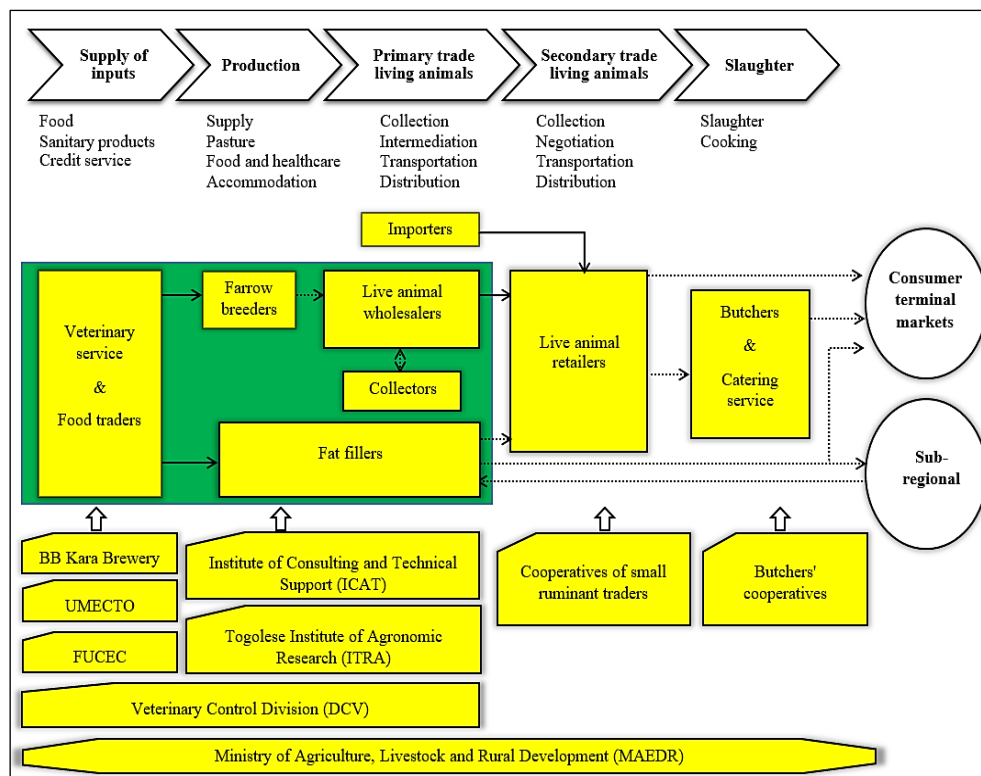 Supply of
inputs
Production
Primary trade
living animals
Secondary trade
living animals
Slaughter
Food
Sanitary products
Credit service
Supply
Pasture
Food and healthcare
Accommodation
Collection
Intermediation
Transportation
Distribution
Collection
Negotiation
Transportation
Distribution
Slaughter
Cooking
Importers
Veterinary
service
&
Food traders
Farrow
breeders
Live animal
wholesalers
Collectors
Fat fillers
Live animal
retailers
Butchers
&
Catering
service
Consumer
terminal
markets
Sub-
regional
BB Kara Brewery
UMECTO
FUCEC
Institute of Consulting and Technical
Support (ICAT)
Togolese Institute of Agronomic
Research (ITRA)
Cooperatives of small
ruminant traders
Butchers'
cooperatives
Veterinary Control Division (DCV)
Ministry of Agriculture, Livestock and Rural Development (MAEDR)